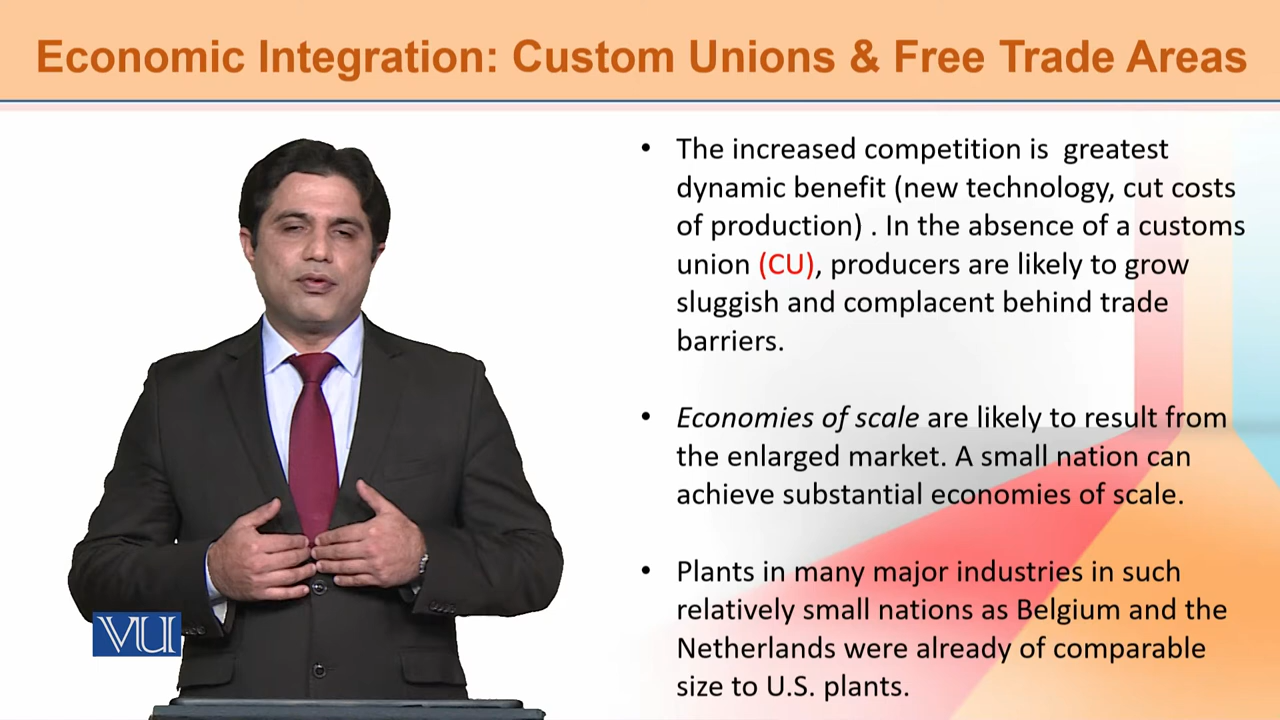 Economic Integration: Custom Unions & Free Trade Areas
• The increased competition is greatest
dynamic benefit (new technology, cut costs
of production) . In the absence of a customs
union (CU), producers are likely to grow
sluggish and complacent behind trade
barriers.
• Economies of scale are likely to result from
the enlarged market. A small nation can
achieve substantial economies of scale.
• Plants in many major industries in such
relatively small nations as Belgium and the
Netherlands were already of comparable
size to U.S. plants.
VU